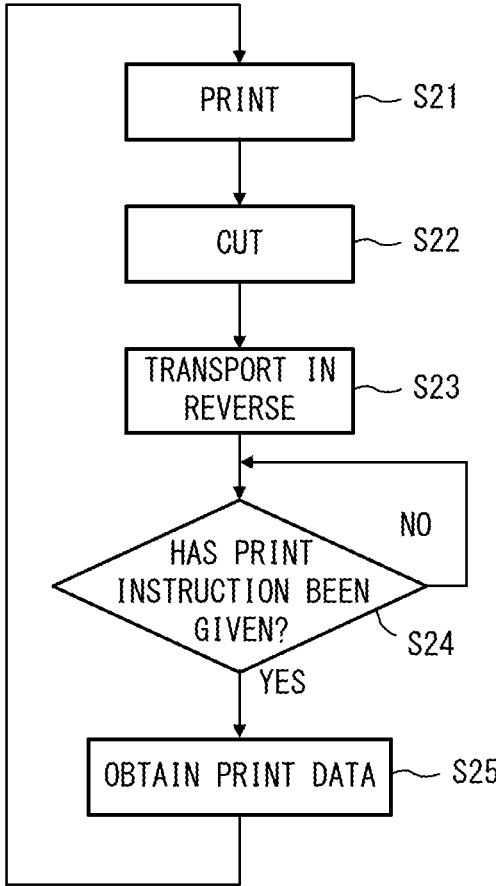 PRINT
S21
CUT
S22
TRANSPORT IN
REVERSE
S23
NO
HAS PRINT
INSTRUCTION BEEN
GIVEN?
S24
YES
OBTAIN PRINT DATA
S25